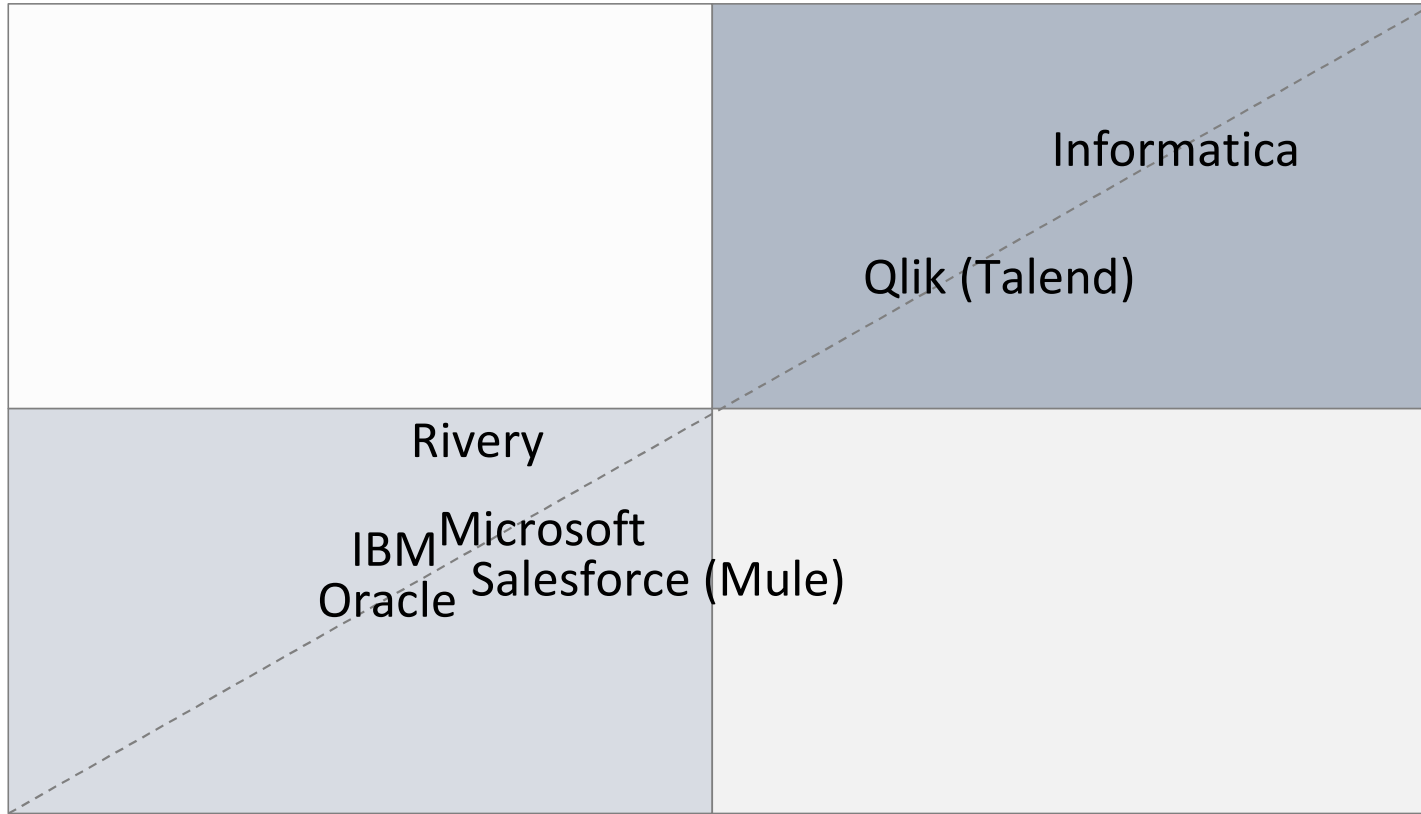 Informatica
Qlik (Talend)
Rivery
Microsoft
IBM
Salesforce (Mule)
Oracle